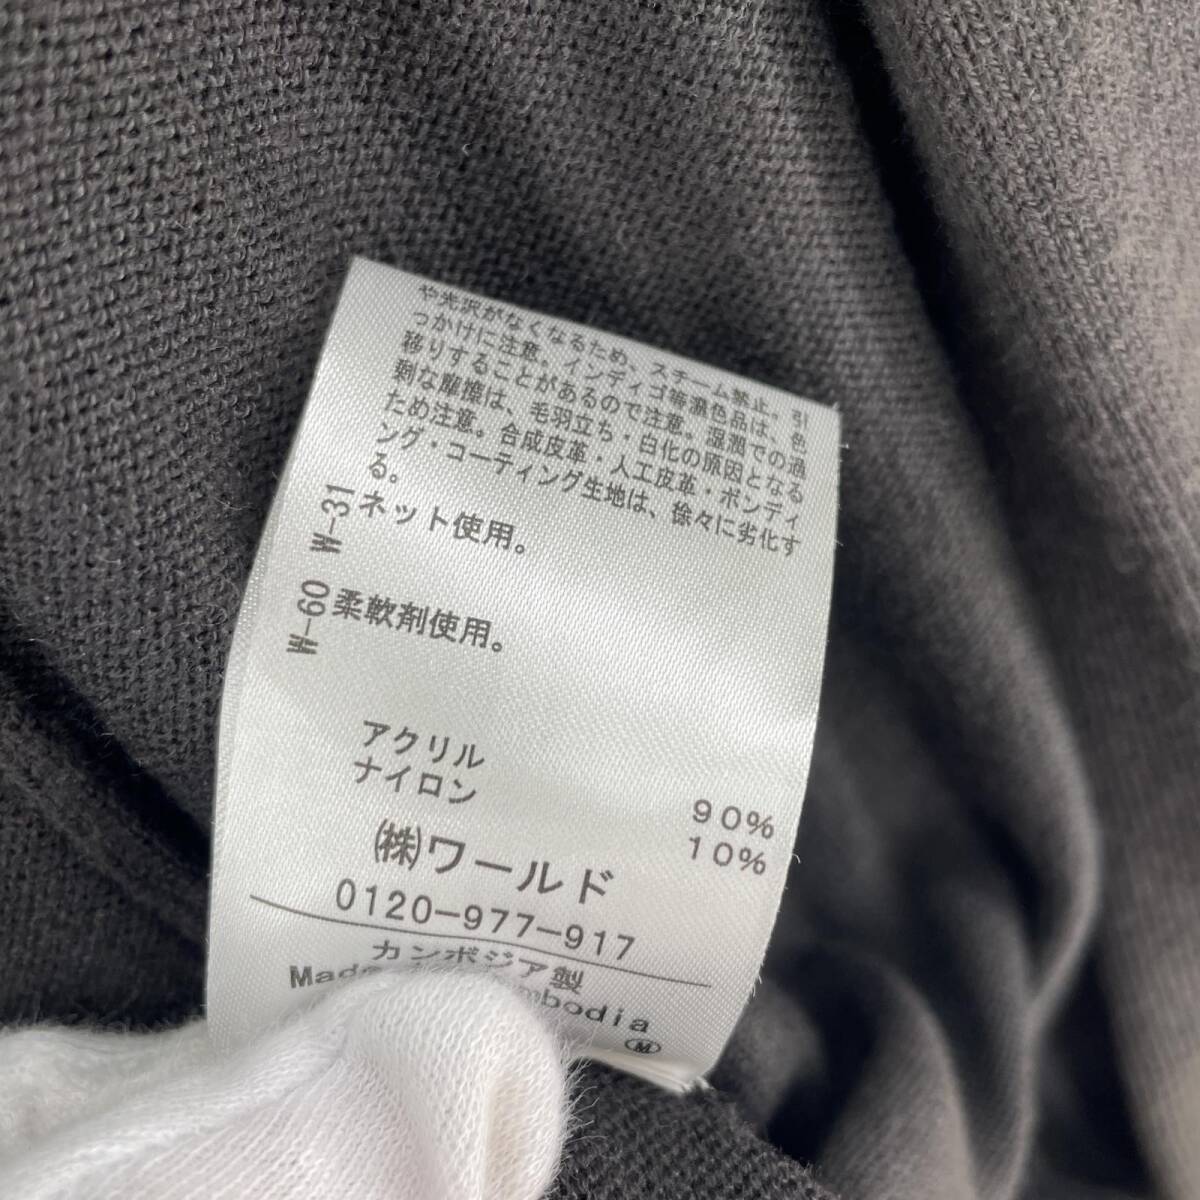 や光沢がなくなるため、スチーム禁止。引
っかけに注意。インディゴ等濃色品は、色
移りすることがあるので注意。湿潤での過
剰な摩擦は、毛羽立ち・白化の原因となる
ため注意。合成皮革・人工皮革・ボンディ
ング・コーティング生地は、徐々に劣化す
る。
W-31 ネット使用。
W-60 柔軟剤使用。
アクリル 90%
ナイロン 10%
㈱ワールド
0120-977-917
カンボジア製
Made mbodia
Ⓜ